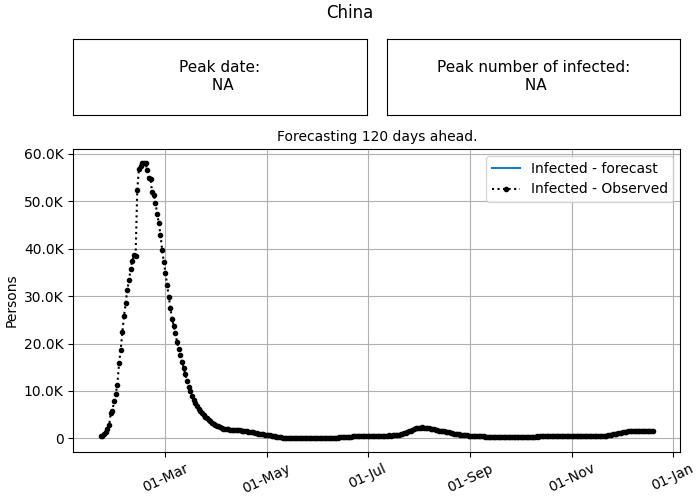 China
Peak date:
NA
Peak number of infected:
NA
Forecasting 120 days ahead.
Infected - forecast
Infected - Observed
Persons
60.0K
50.0K
40.0K
30.0K
20.0K
10.0K
0
01-Mar
01-May
01-Jul
01-Sep
01-Nov
01-Jan